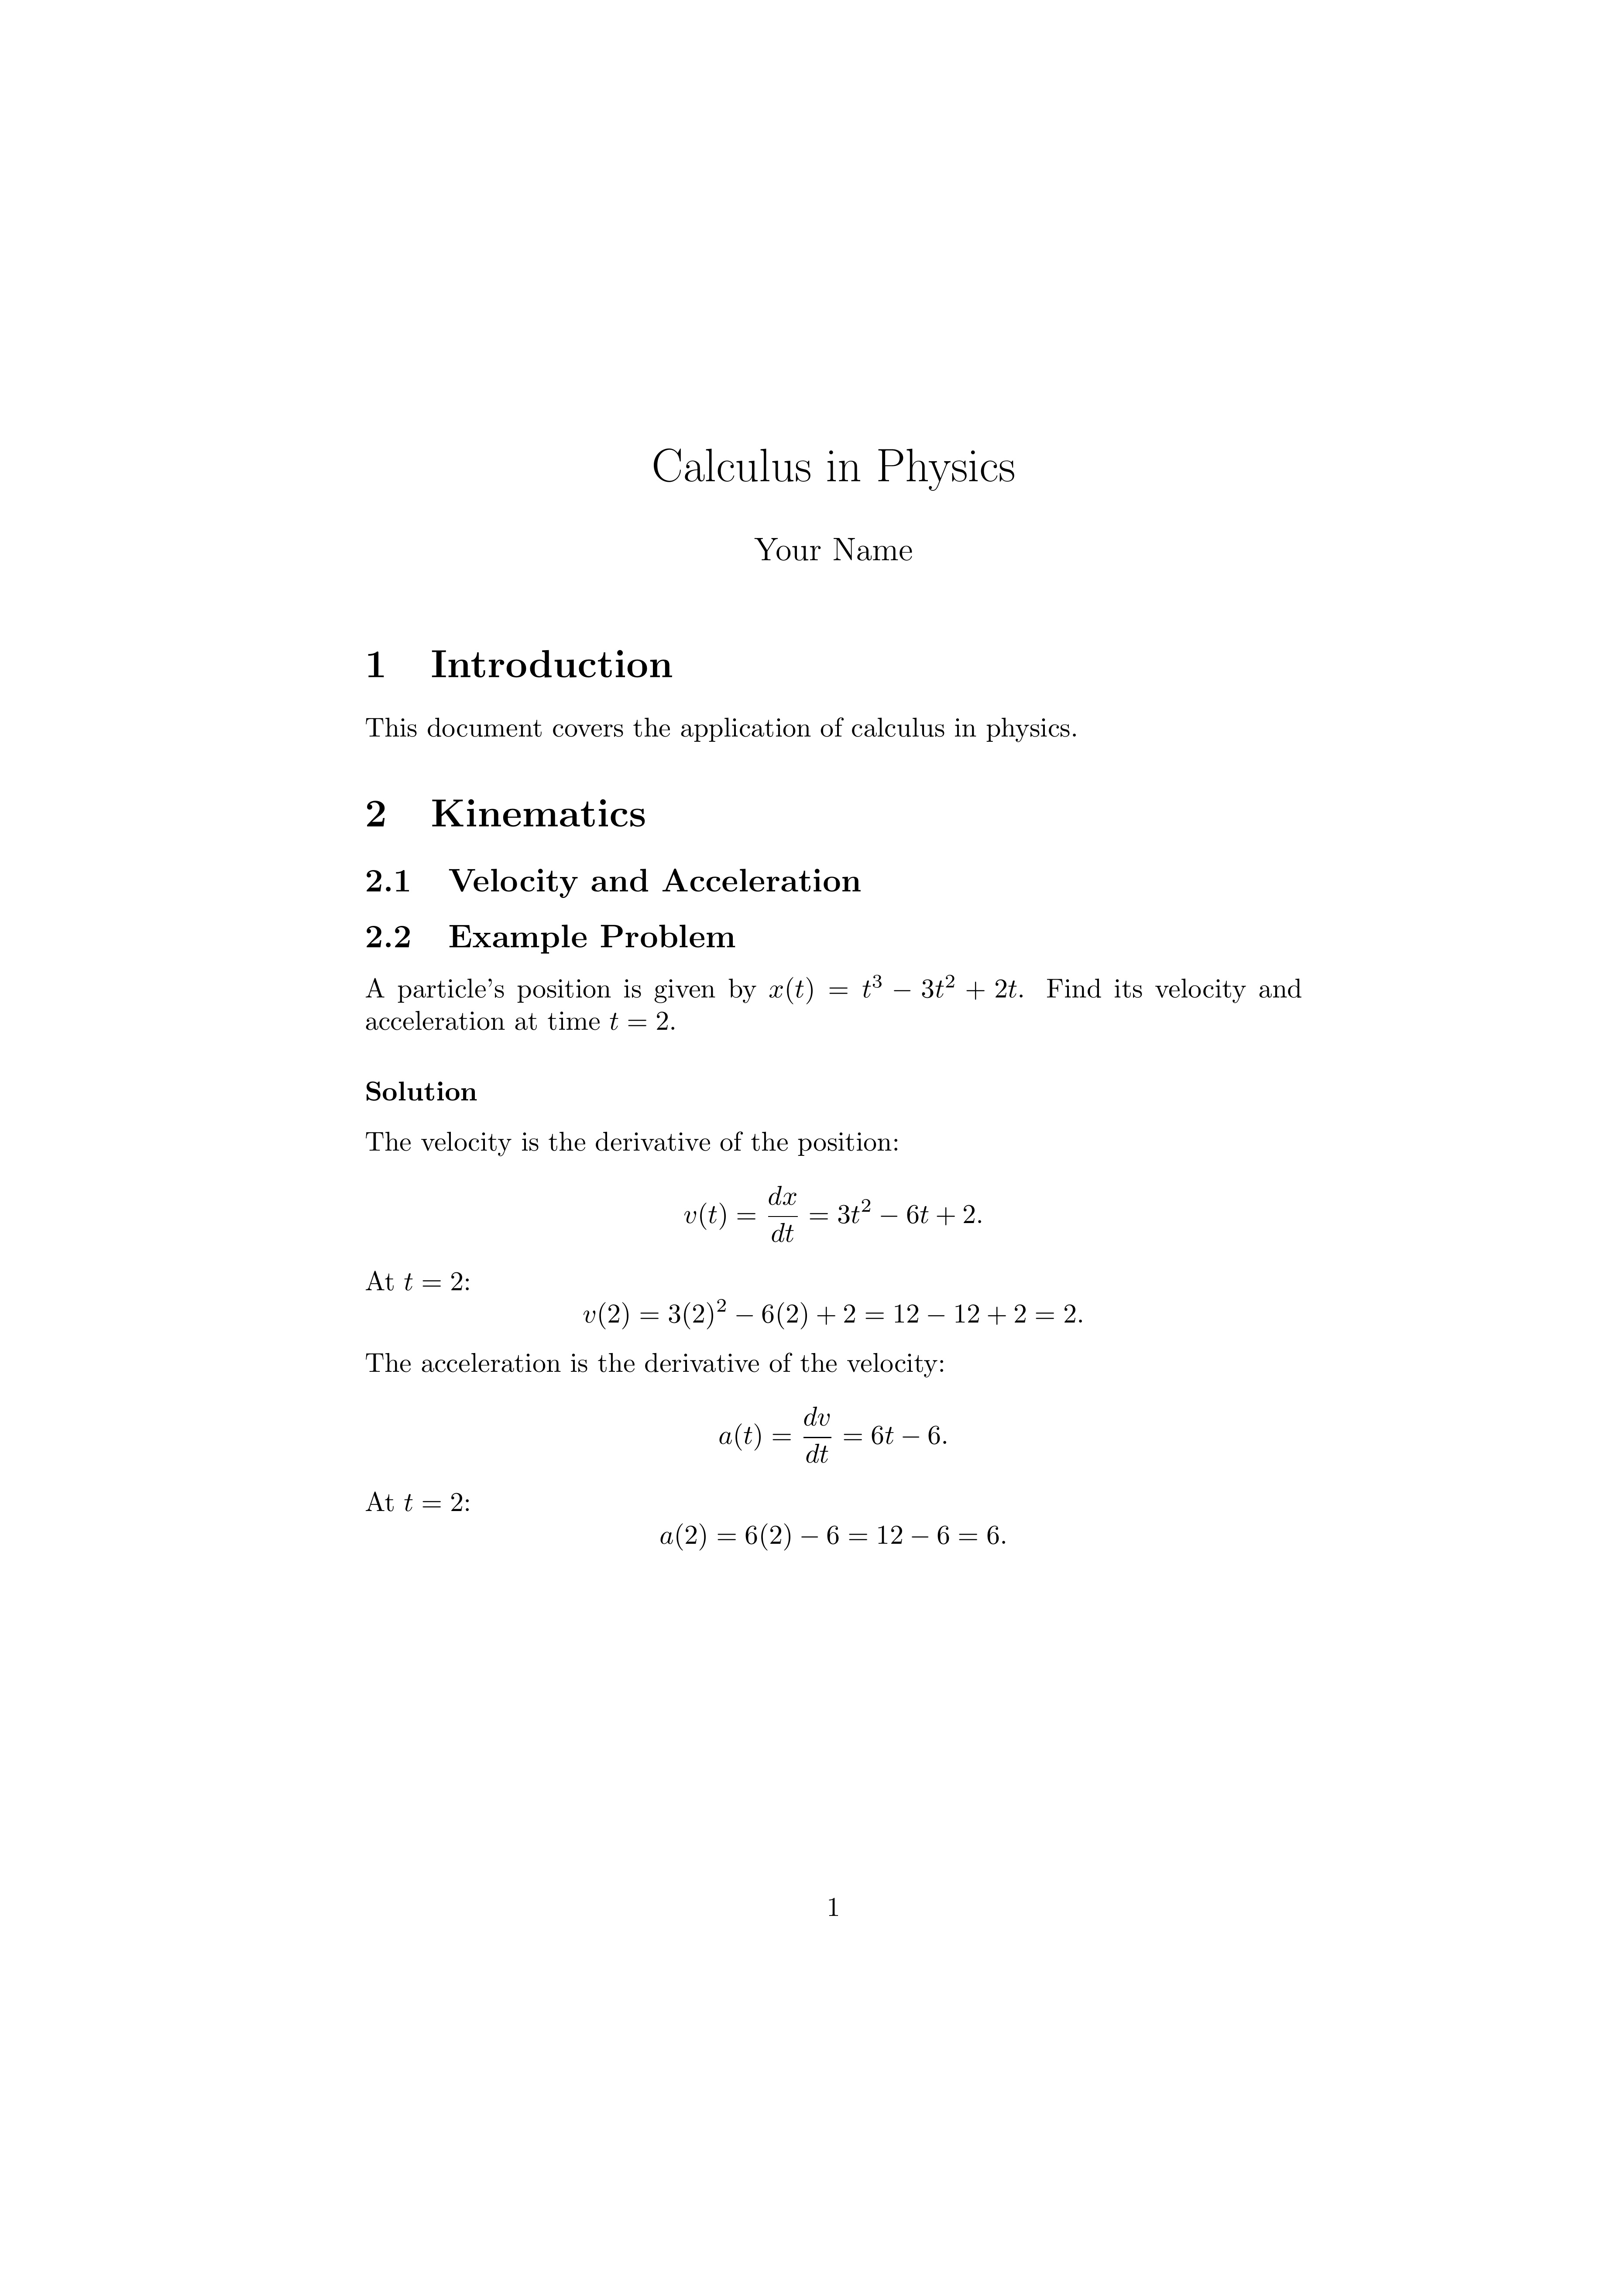 Calculus in Physics
Your Name
1 Introduction
This document covers the application of calculus in physics.
2 Kinematics
2.1 Velocity and Acceleration
2.2 Example Problem
A particle's position is given by $x(t) = t^3 - 3t^2 + 2t$. Find its velocity and
acceleration at time $t = 2$.
Solution
The velocity is the derivative of the position:
$v(t) = \frac{dx}{dt} = 3t^2 - 6t + 2.$
At $t = 2$:
$v(2) = 3(2)^2 - 6(2) + 2 = 12 - 12 + 2 = 2.$
The acceleration is the derivative of the velocity:
$a(t) = \frac{dv}{dt} = 6t - 6.$
At $t = 2$:
$a(2) = 6(2) - 6 = 12 - 6 = 6.$
1